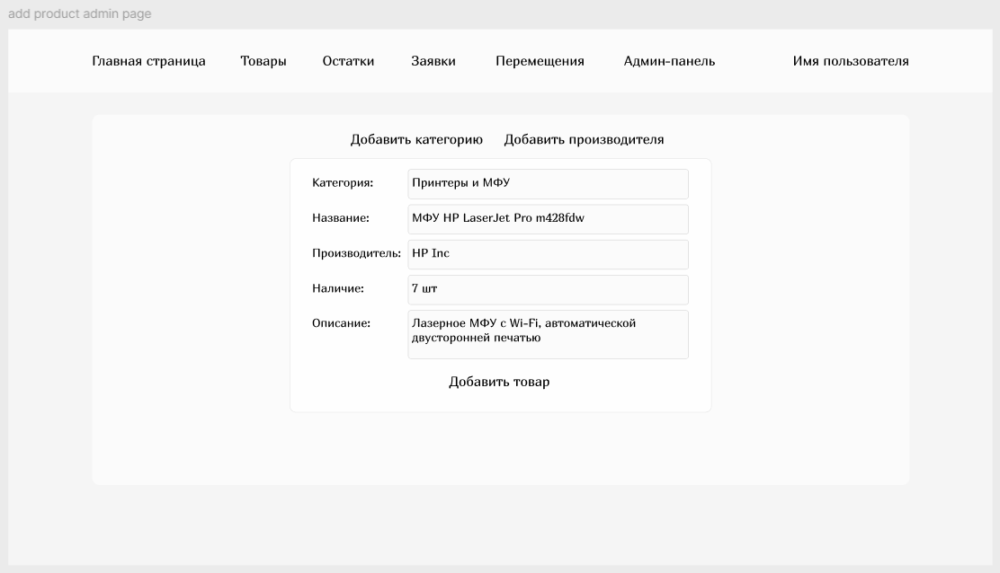 add product admin page
Главная страница Товары Остатки Заявки Перемещения Админ-панель Имя пользователя
Добавить категорию Добавить производителя
Категория: Принтеры и МФУ
Название: МФУ HP LaserJet Pro m428fdw
Производитель: HP Inc
Наличие: 7 шт
Описание: Лазерное МФУ с Wi-Fi, автоматической
двусторонней печатью
Добавить товар